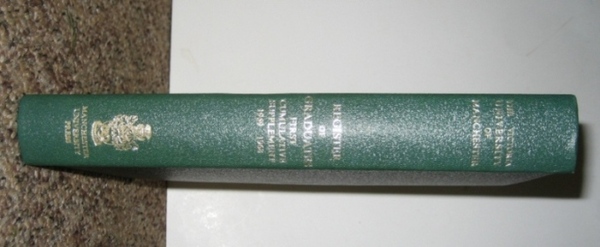 THE VICTORIA
UNIVERSITY
OF
MANCHESTER
REGISTER
OF
GRADUATES
FIRST
CUMULATIVE
SUPPLEMENT
MANCHESTER
UNIVERSITY
PRESS